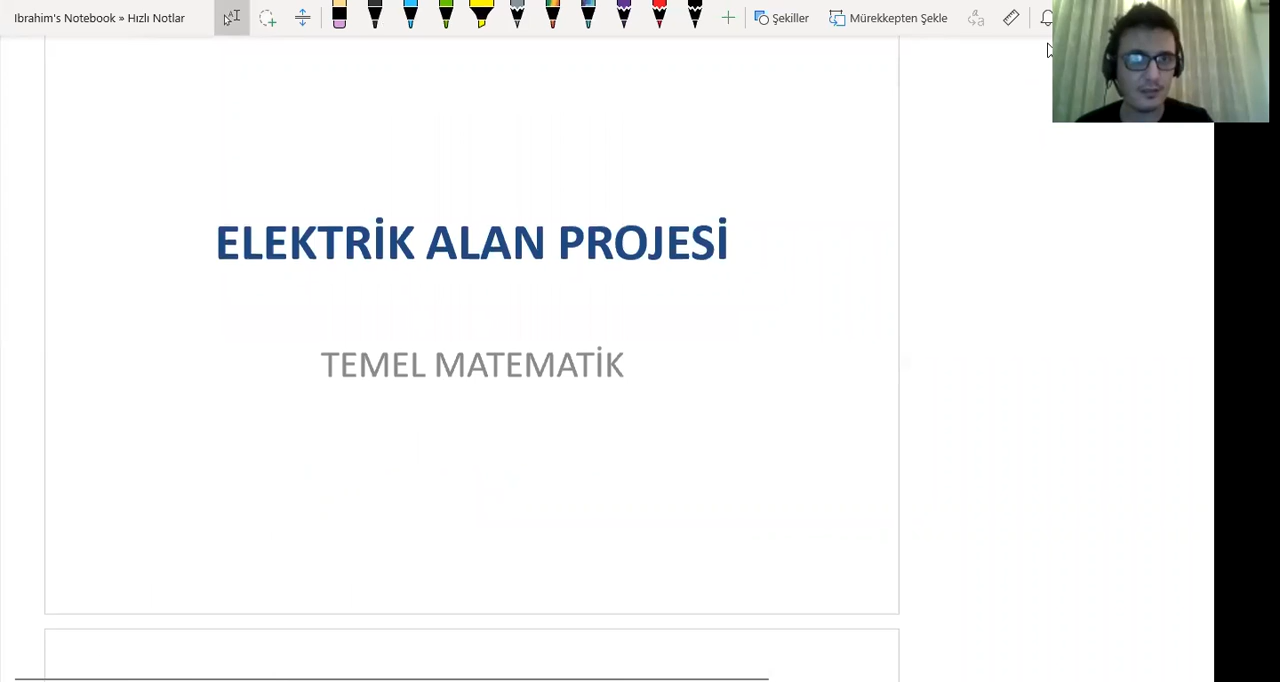 Ibrahim's Notebook » Hızlı Notlar
Şekiller
Mürekkepten Şekle
ELEKTRİK ALAN PROJESİ
TEMEL MATEMATİK